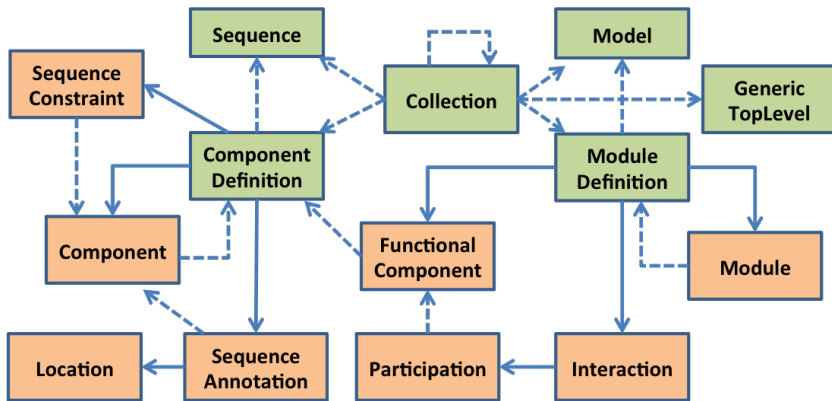 Sequence
Model
Sequence
Constraint
Collection
Generic
TopLevel
Component
Definition
Module
Definition
Component
Functional
Component
Module
Location
Sequence
Annotation
Participation
Interaction